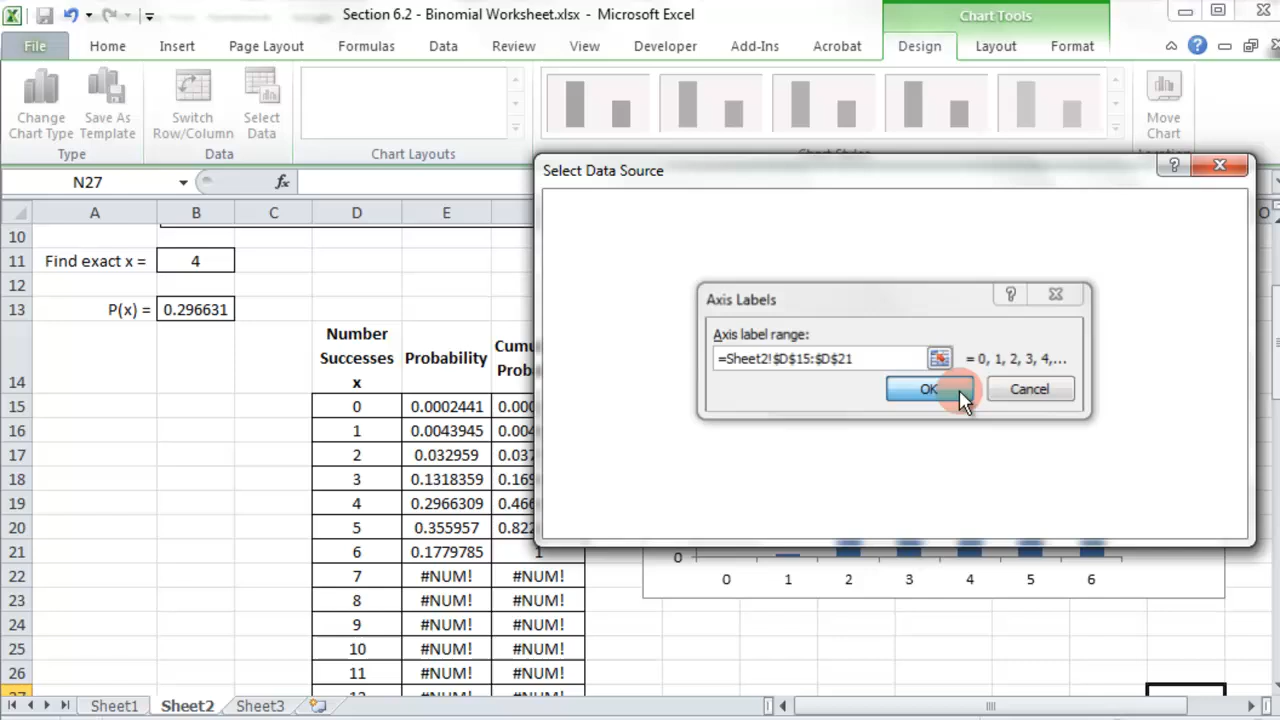 Section 6.2 - Binomial Worksheet.xlsx - Microsoft Excel
Chart Tools
File Home Insert Page Layout Formulas Data Review View Developer Add-Ins Acrobat Design Layout Format
Change Chart Type
Save As Template
Switch Row/Column
Select Data
Move Chart
Type Data Chart Layouts
N27 fx
Select Data Source
A B C D E O
10
11 Find exact x = 4
12
13 P(x) = 0.296631
Axis Labels
Axis label range:
=Sheet2!$D$15:$D$21 = 0, 1, 2, 3, 4,...
OK Cancel
14 Number Successes x Probability
15 0 0.0002441
16 1 0.0043945
17 2 0.032959
18 3 0.1318359
19 4 0.2966309
20 5 0.355957
21 6 0.1779785 1
0
0 1 2 3 4 5 6
22 7 #NUM! #NUM!
23 8 #NUM! #NUM!
24 9 #NUM! #NUM!
25 10 #NUM! #NUM!
26 11 #NUM! #NUM!
Sheet1 Sheet2 Sheet3